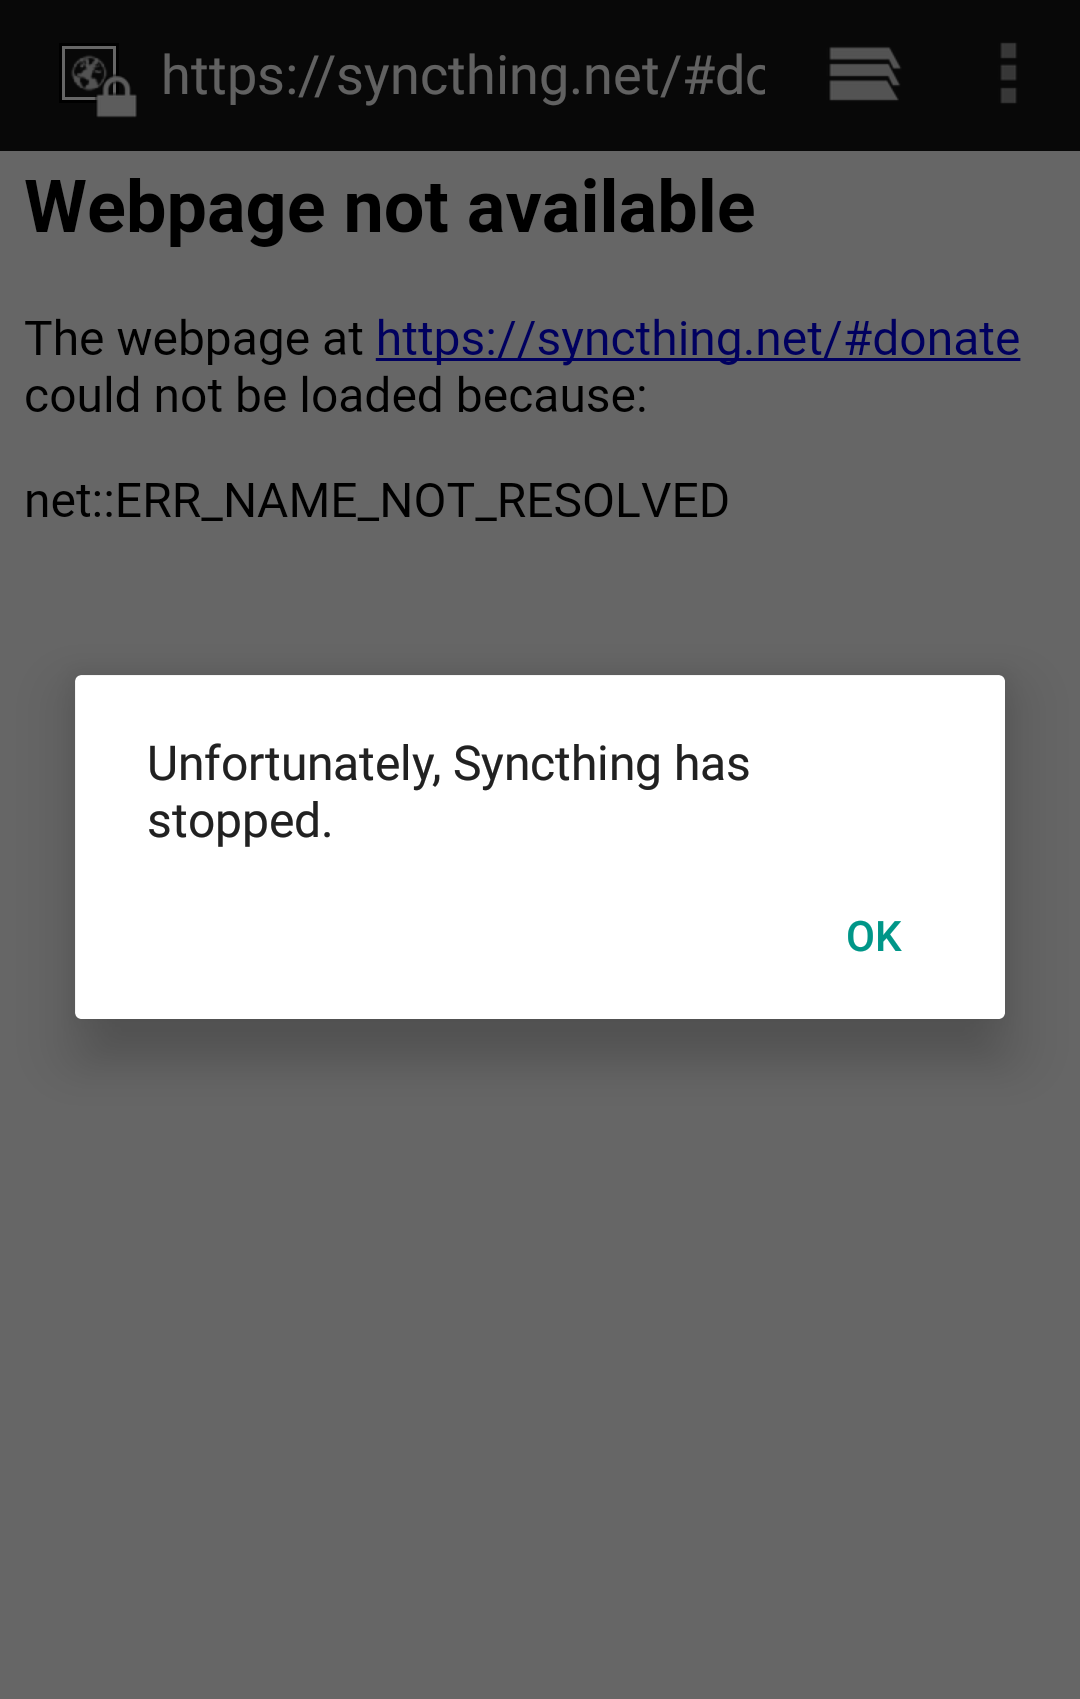 https://syncthing.net/#do
Webpage not available
The webpage at https://syncthing.net/#donate
could not be loaded because:
net::ERR_NAME_NOT_RESOLVED
Unfortunately, Syncthing has
stopped.
OK